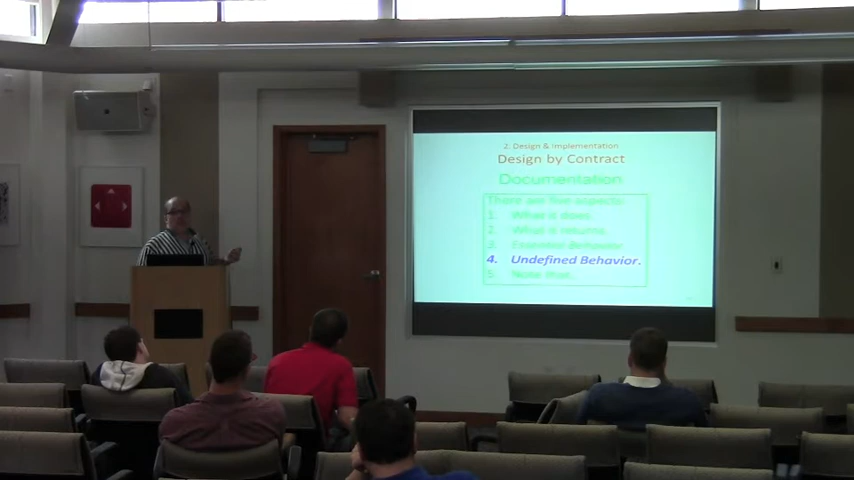 2. Design & Implementation
Design by Contract
Documentation
There are five aspects:
1. What it does.
2. What it returns.
3. Essential Behavior.
4. Undefined Behavior.
5. Note that…